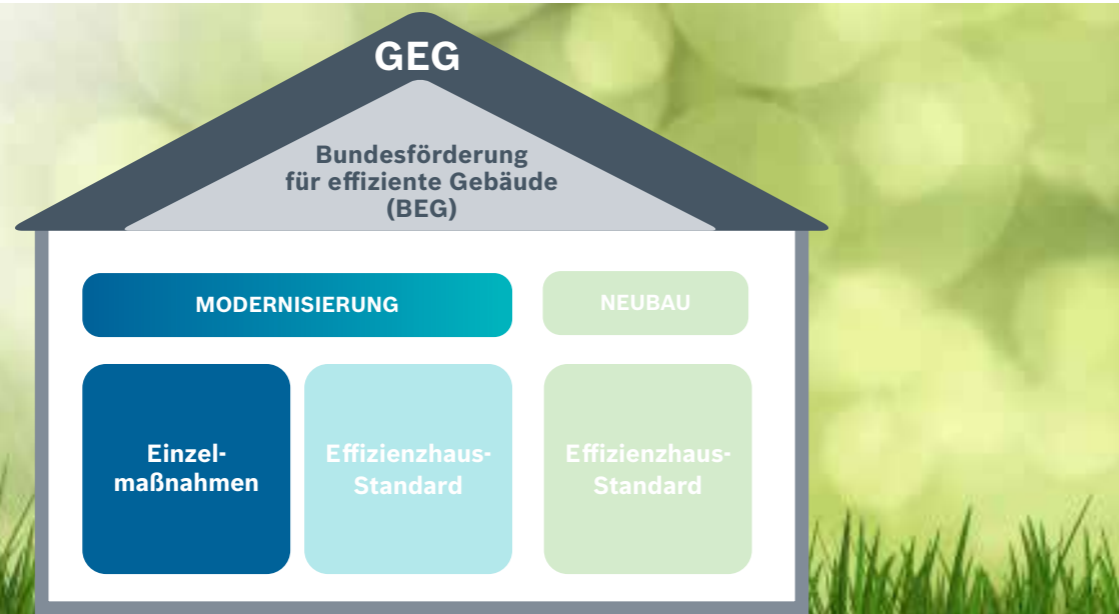 GEG
Bundesförderung
für effiziente Gebäude
(BEG)
MODERNISIERUNG
NEUBAU
Einzel-
maßnahmen
Effizienzhaus-
Standard
Effizienzhaus-
Standard